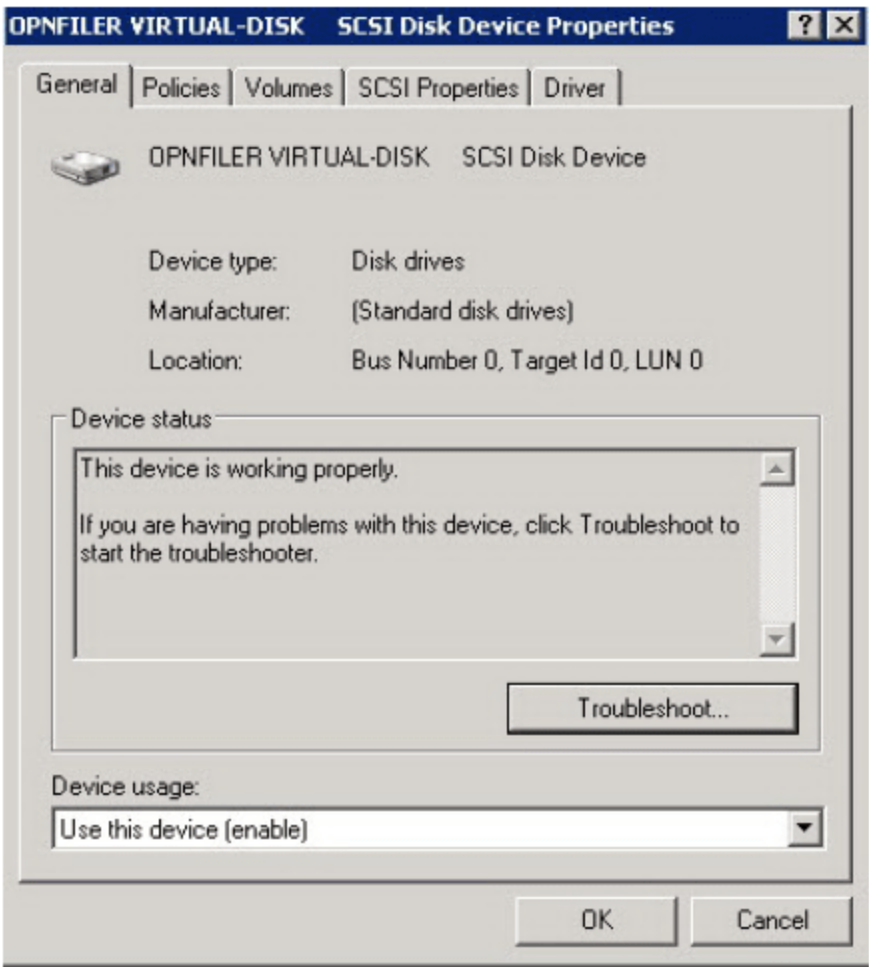 OPNFILER VIRTUAL-DISK SCSI Disk Device Properties
General Policies Volumes SCSI Properties Driver
OPNFILER VIRTUAL-DISK SCSI Disk Device
Device type: Disk drives
Manufacturer: (Standard disk drives)
Location: Bus Number 0, Target Id 0, LUN 0
Device status
This device is working properly.
If you are having problems with this device, click Troubleshoot to
start the troubleshooter.
Troubleshoot...
Device usage:
Use this device (enable)
OK Cancel